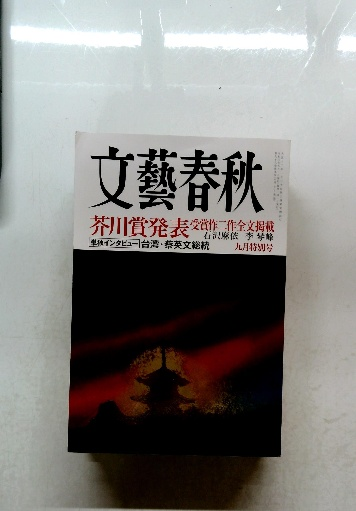 文藝春秋
芥川賞発表 受賞作二作全文掲載
石沢麻依 李琴峰
単独インタビュー 台湾・蔡英文総統
九月特別号